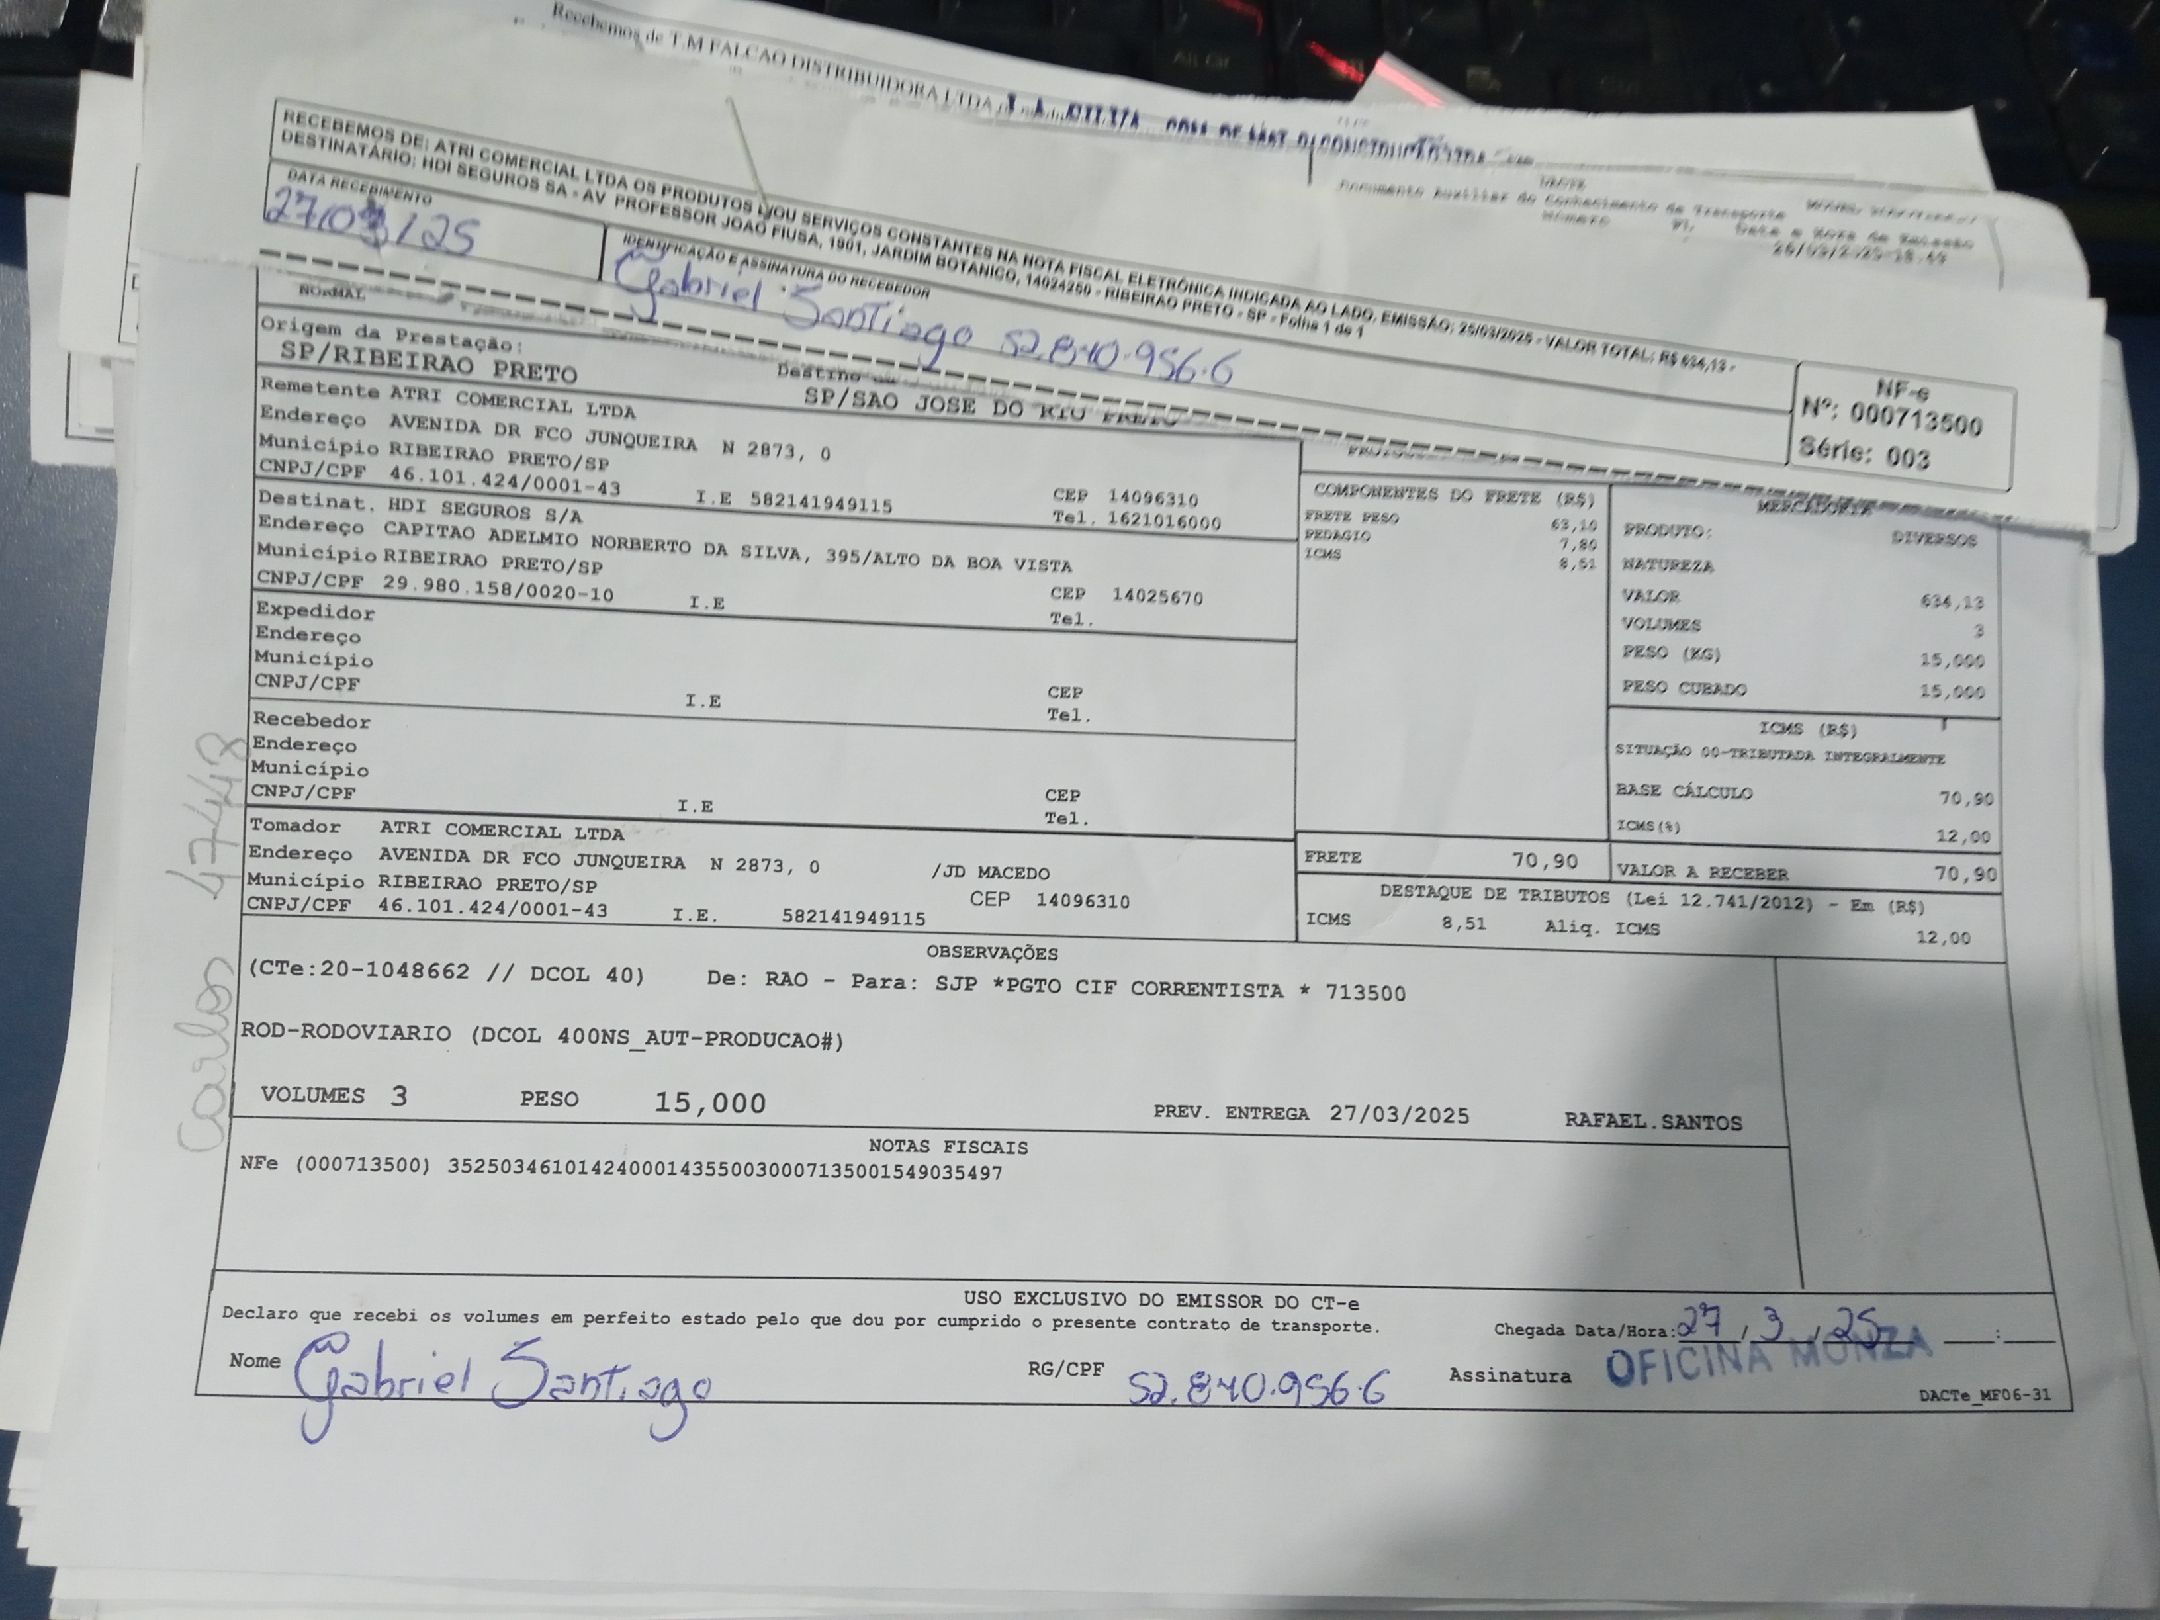 Recebemos de T.M FALCAO DISTRIBUIDORA LTDA
RECEBEMOS DE: ATRI COMERCIAL LTDA OS PRODUTOS E/OU SERVIÇOS CONSTANTES NA NOTA FISCAL ELETRÔNICA INDICADA AO LADO. EMISSÃO: 25/03/2025 - VALOR TOTAL: R$ 634,13 -
DESTINATÁRIO: HDI SEGUROS SA - AV PROFESSOR JOAO FIUSA, 1901, JARDIM BOTANICO, 14024250 - RIBEIRAO PRETO - SP - Folha 1 de 1
DATA RECEBIMENTO
27/03/25
IDENTIFICAÇÃO E ASSINATURA DO RECEBEDOR
Gabriel Santiago 52.840.956.6
NF-e
Nº: 000713500
Série: 003
Documento Auxiliar do Conhecimento de Transporte
NORMAL
Origem da Prestação:
SP/RIBEIRAO PRETO
Destino
SP/SAO JOSE DO RIO PRETO
Remetente ATRI COMERCIAL LTDA
Endereço AVENIDA DR FCO JUNQUEIRA N 2873, 0
Município RIBEIRAO PRETO/SP
CEP 14096310
CNPJ/CPF 46.101.424/0001-43 I.E 582141949115 Tel. 1621016000
Destinat. HDI SEGUROS S/A
Endereço CAPITAO ADELMIO NORBERTO DA SILVA, 395/ALTO DA BOA VISTA
Município RIBEIRAO PRETO/SP CEP 14025670
CNPJ/CPF 29.980.158/0020-10 I.E Tel.
Expedidor
Endereço
Município CEP
CNPJ/CPF I.E Tel.
Recebedor
Endereço
Município CEP
CNPJ/CPF I.E Tel.
Tomador ATRI COMERCIAL LTDA
Endereço AVENIDA DR FCO JUNQUEIRA N 2873, 0 /JD MACEDO
Município RIBEIRAO PRETO/SP CEP 14096310
CNPJ/CPF 46.101.424/0001-43 I.E. 582141949115
COMPONENTES DO FRETE (R$)
FRETE PESO 63,10
PEDAGIO 7,80
ICMS 8,51
MERCADORIA
PRODUTO: DIVERSOS
NATUREZA
VALOR 634,13
VOLUMES 3
PESO (KG) 15,000
PESO CUBADO 15,000
ICMS (R$)
SITUAÇÃO 00-TRIBUTADA INTEGRALMENTE
BASE CÁLCULO 70,90
ICMS(%) 12,00
FRETE 70,90 VALOR A RECEBER 70,90
DESTAQUE DE TRIBUTOS (Lei 12.741/2012) - Em (R$)
ICMS 8,51 Aliq. ICMS 12,00
Carlos 47448
OBSERVAÇÕES
(CTe:20-1048662 // DCOL 40) De: RAO - Para: SJP *PGTO CIF CORRENTISTA * 713500
ROD-RODOVIARIO (DCOL 400NS_AUT-PRODUCAO#)
VOLUMES 3 PESO 15,000 PREV. ENTREGA 27/03/2025 RAFAEL.SANTOS
NOTAS FISCAIS
NFe (000713500) 35250346101424000143550030007135001549035497
USO EXCLUSIVO DO EMISSOR DO CT-e
Declaro que recebi os volumes em perfeito estado pelo que dou por cumprido o presente contrato de transporte.
Chegada Data/Hora: 27/3/25 __:__
Nome Gabriel Santiago RG/CPF 52.840.956.6 Assinatura OFICINA MONZA
DACTe_MF06-31